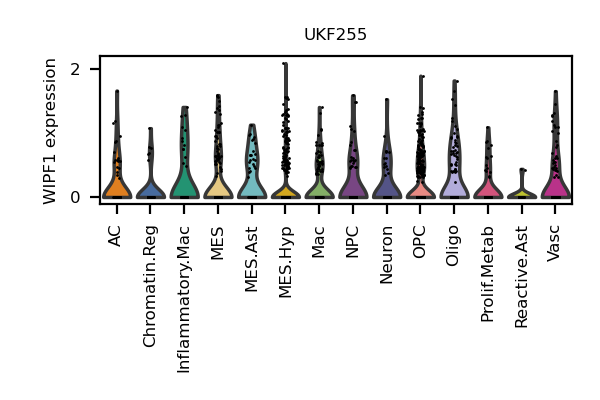 UKF255
WIPF1 expression
2
0
AC
Chromatin.Reg
Inflammatory.Mac
MES
MES.Ast
MES.Hyp
Mac
NPC
Neuron
OPC
Oligo
Prolif.Metab
Reactive.Ast
Vasc